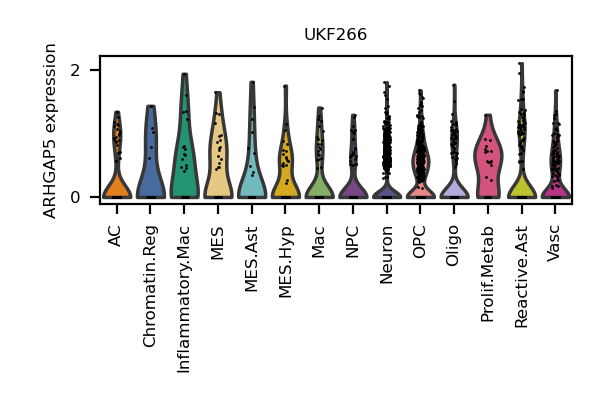 UKF266
ARHGAP5 expression
2
0
AC
Chromatin.Reg
Inflammatory.Mac
MES
MES.Ast
MES.Hyp
Mac
NPC
Neuron
OPC
Oligo
Prolif.Metab
Reactive.Ast
Vasc